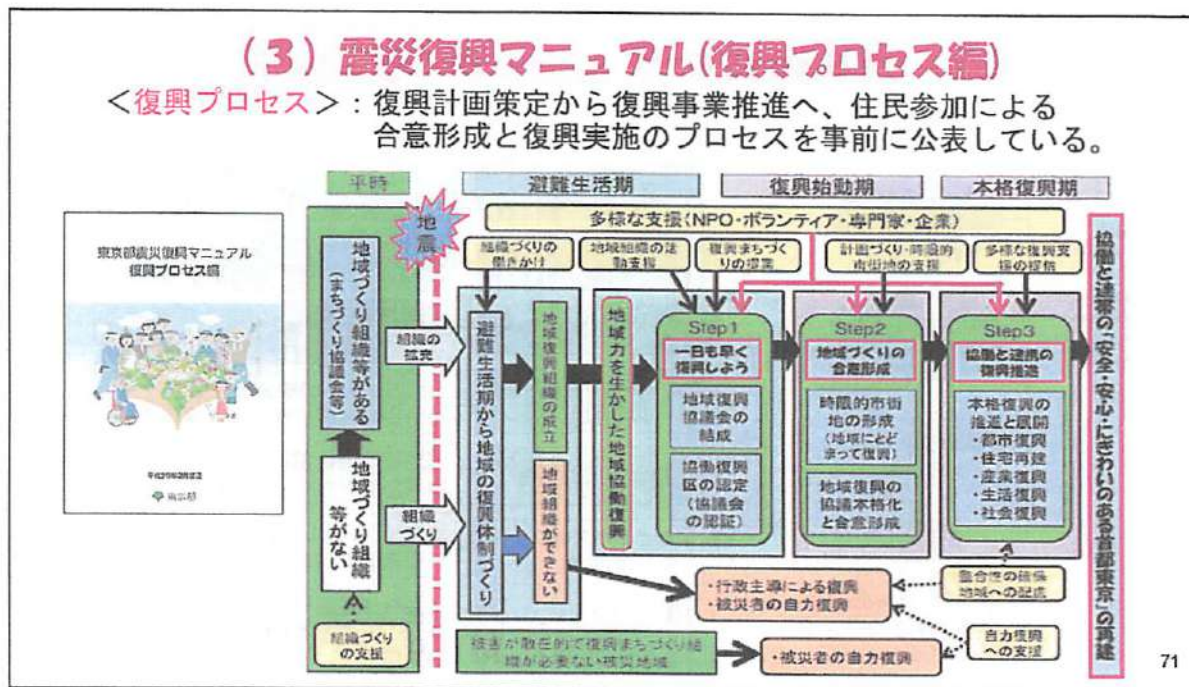 (3) 震災復興マニュアル(復興プロセス編)
<復興プロセス>:復興計画策定から復興事業推進へ、住民参加による
合意形成と復興実施のプロセスを事前に公表している。
東京都震災復興マニュアル
復興プロセス編
東京都
平時
避難生活期
復興始動期
本格復興期
地震
多様な支援(NPO・ボランティア・専門家・企業)
組織づくりの
働きかけ
地域組織の活
動支援
復興まちづく
りの提案
計画づくり・時限的
市街地の支援
多様な復興支
援の提供
地域づくり組織等がある
(まちづくり協議会等)
地域づくり組織
等がない
組織づくり
の支援
組織の
拡充
組織
づくり
避難生活期から地域の復興体制づくり
地域復興組織の成立
地域組織ができない
地域力を生かした地域協働復興
Step1
一日も早く
復興しよう
地域復興
協議会の
結成
協働復興
区の認定
(協議会
の認証)
Step2
地域づくりの
合意形成
時限的市街
地の形成
(地域にとど
まって復興)
地域復興の
協議本格化
と合意形成
Step3
協働と連携の
復興推進
本格復興の
推進と展開
・都市復興
・住宅再建
・産業復興
・生活復興
・社会復興
協働と連帯の「安全・安心・にぎわいのある首都東京」の再建
・行政主導による復興
・被災者の自力復興
整合性の確保
地域への配慮
被害が散在的で復興まちづくり組
織が必要ない被災地域
・被災者の自力復興
自力復興
への支援
71